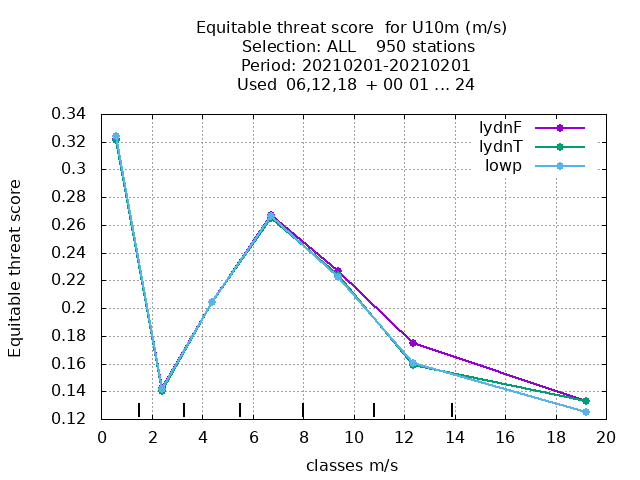 Equitable threat score  for U10m (m/s)
Selection: ALL    950 stations
Period: 20210201-20210201
Used  06,12,18  + 00 01 ... 24
0.34
0.32
0.3
0.28
0.26
0.24
0.22
0.2
0.18
0.16
0.14
0.12
Equitable threat score
lydnF
lydnT
lowp
0 2 4 6 8 10 12 14 16 18 20
classes m/s